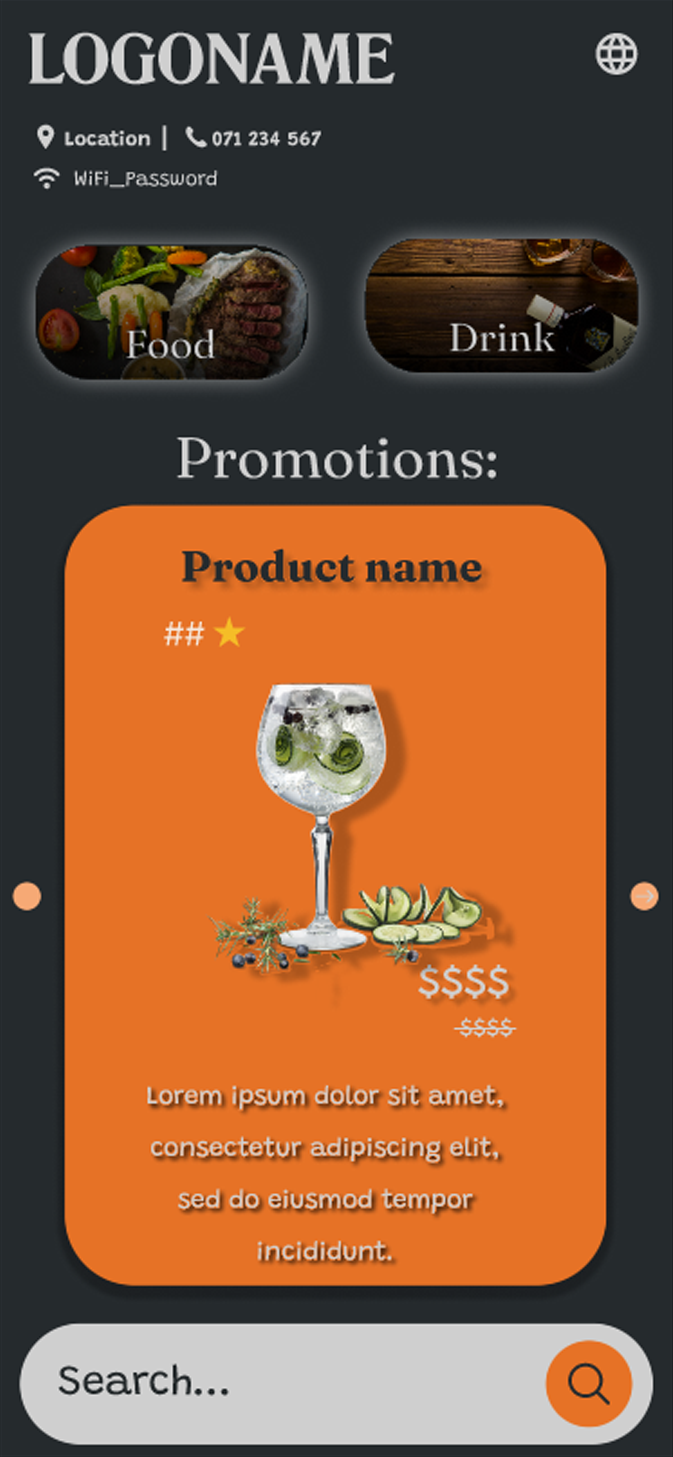 LOGONAME
Location | 071 234 567
WiFi_Password
Food
Drink
Promotions:
Product name
##
$$$$
$$$$
Lorem ipsum dolor sit amet,
consectetur adipiscing elit,
sed do eiusmod tempor
incididunt.
Search...